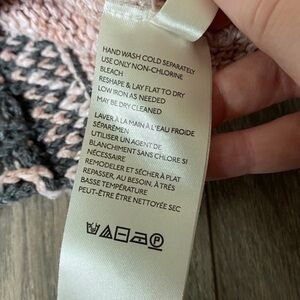 HAND WASH COLD SEPARATELY
USE ONLY NON-CHLORINE
BLEACH
RESHAPE & LAY FLAT TO DRY
LOW IRON AS NEEDED
MAY BE DRY CLEANED
LAVER À LA MAIN À L'EAU FROIDE
SÉPARÉMEN
UTILISER UN AGENT DE
BLANCHIMENT SANS CHLORE SI
NÉCESSAIRE
REMODELER ET SÉCHER À PLAT
REPASSER, AU BESOIN, À TRÈS
BASSE TEMPÉRATURE
PEUT-ÊTRE ÊTRE NETTOYÉE SEC
P